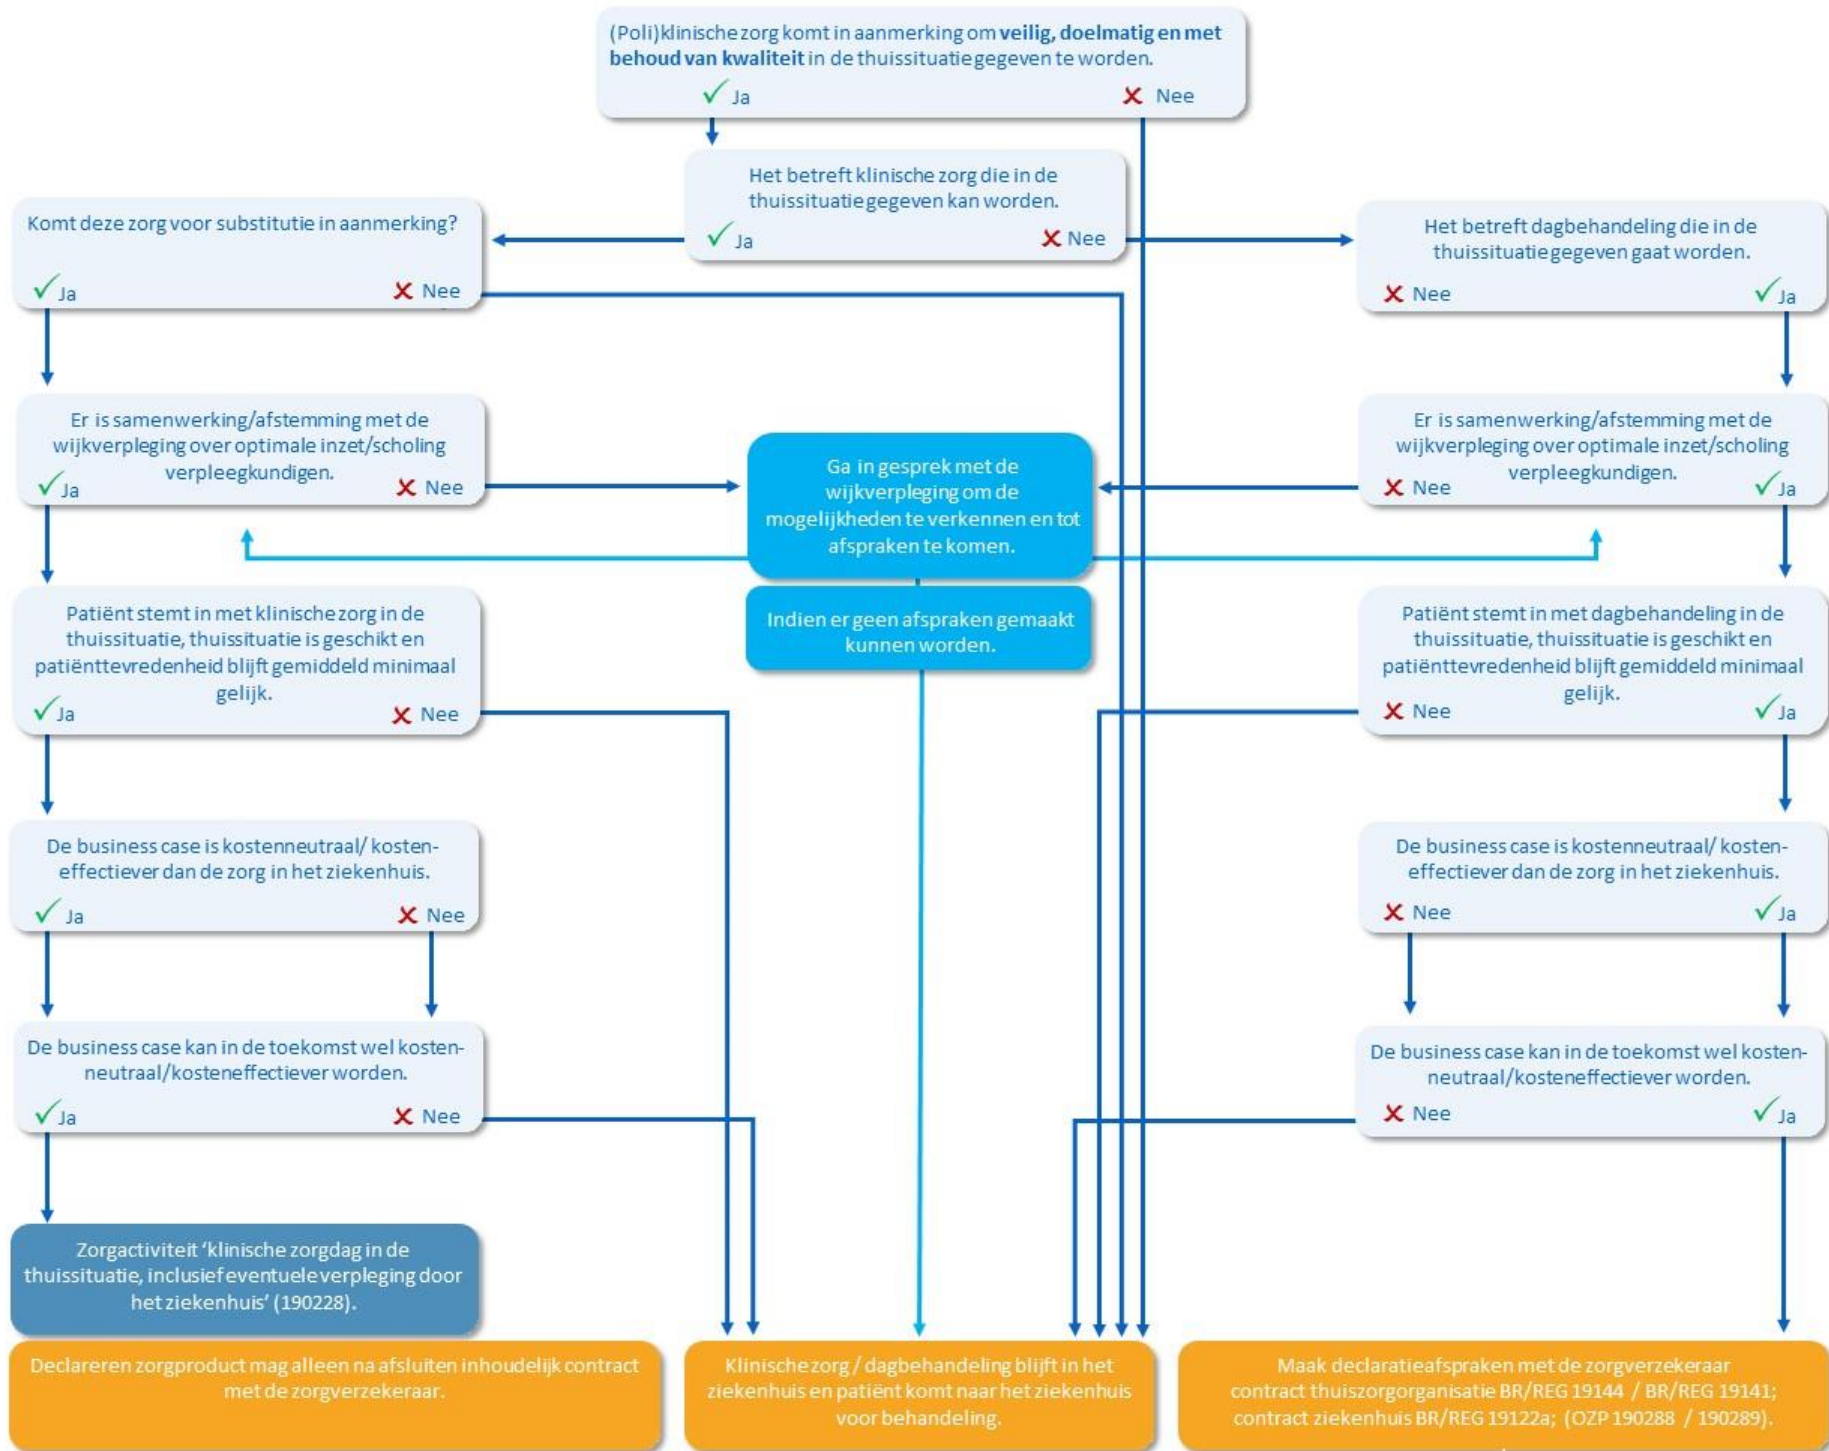 (Poli)klinische zorg komt in aanmerking om veilig, doelmatig en met
behoud van kwaliteit in de thuissituatie gegeven te worden.
Ja
Nee
Het betreft klinische zorg die in de
thuissituatie gegeven kan worden.
Ja
Nee
Komt deze zorg voor substitutie in aanmerking?
Ja
Nee
Het betreft dagbehandeling die in de
thuissituatie gegeven gaat worden.
Nee
Ja
Er is samenwerking/afstemming met de
wijkverpleging over optimale inzet/scholing
verpleegkundigen.
Ja
Nee
Ga in gesprek met de
wijkverpleging om de
mogelijkheden te verkennen en tot
afspraken te komen.
Er is samenwerking/afstemming met de
wijkverpleging over optimale inzet/scholing
verpleegkundigen.
Nee
Ja
Indien er geen afspraken gemaakt
kunnen worden.
Patiënt stemt in met klinische zorg in de
thuissituatie, thuissituatie is geschikt en
patiënttevredenheid blijft gemiddeld minimaal
gelijk.
Ja
Nee
Patiënt stemt in met dagbehandeling in de
thuissituatie, thuissituatie is geschikt en
patiënttevredenheid blijft gemiddeld minimaal
gelijk.
Nee
Ja
De business case is kostenneutraal/ kosten-
effectiever dan de zorg in het ziekenhuis.
Ja
Nee
De business case is kostenneutraal/ kosten-
effectiever dan de zorg in het ziekenhuis.
Nee
Ja
De business case kan in de toekomst wel kosten-
neutraal/kosteneffectiever worden.
Ja
Nee
De business case kan in de toekomst wel kosten-
neutraal/kosteneffectiever worden.
Nee
Ja
Zorgactiviteit ‘klinische zorgdag in de
thuissituatie, inclusief eventuele verpleging door
het ziekenhuis’ (190228).
Declareren zorgproduct mag alleen na afsluiten inhoudelijk contract
met de zorgverzekeraar.
Klinische zorg / dagbehandeling blijft in het
ziekenhuis en patiënt komt naar het ziekenhuis
voor behandeling.
Maak declaratieafspraken met de zorgverzekeraar
contract thuiszorgorganisatie BR/REG 19144 / BR/REG 19141;
contract ziekenhuis BR/REG 19122a; (OZP 190288 / 190289).